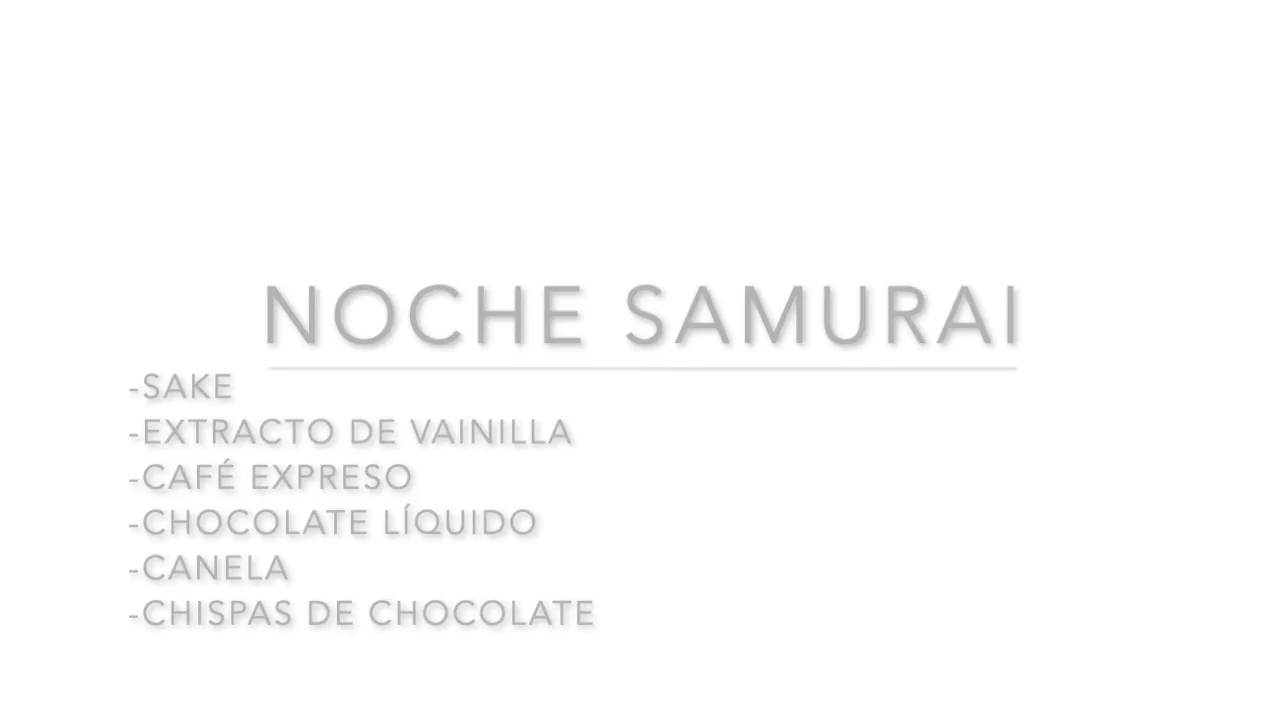 NOCHE SAMURAI
-SAKE
-EXTRACTO DE VAINILLA
-CAFÉ EXPRESO
-CHOCOLATE LÍQUIDO
-CANELA
-CHISPAS DE CHOCOLATE